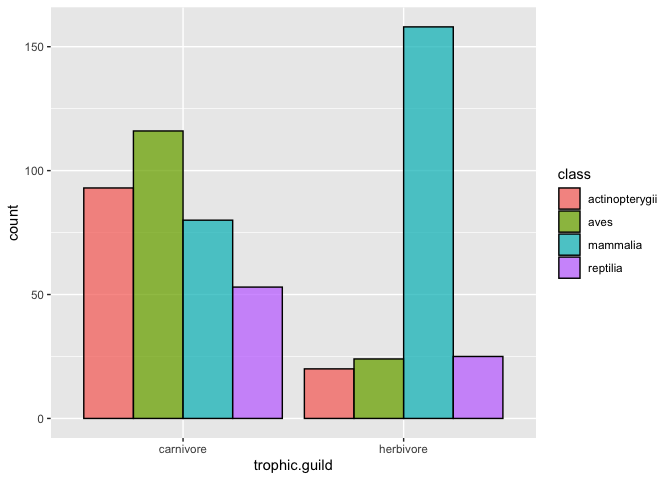 150
100
50
0
count
carnivore
herbivore
trophic.guild
class
actinopterygii
aves
mammalia
reptilia